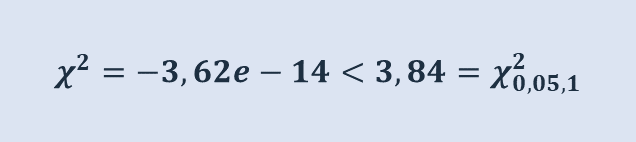 χ² = −3,62e − 14 < 3,84 = χ²₀,₀₅,₁